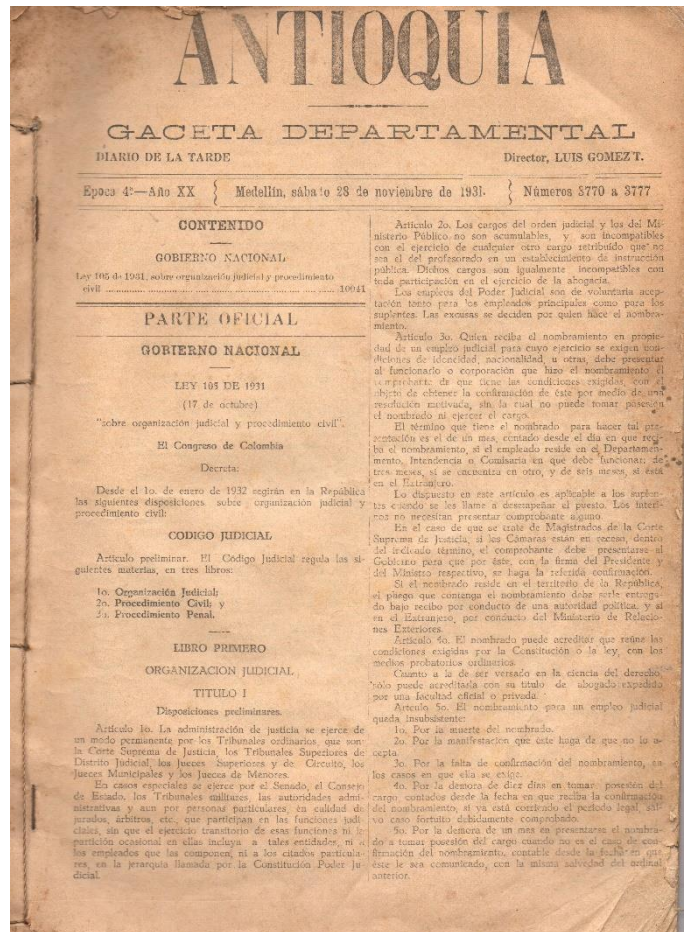 ANTIOQUIA
GACETA DEPARTAMENTAL
DIARIO DE LA TARDE
Director, LUIS GOMEZ T.
Epoca 4ª—Año XX
Medellín, sábato 28 de noviembre de 1931.
Números 3770 a 3777
CONTENIDO
GOBIERNO NACIONAL
Ley 105 de 1931, sobre organización judicial y procedimiento
civil ........ 10041
PARTE OFICIAL
GOBIERNO NACIONAL
LEY 105 DE 1931
(17 de octubre)
"sobre organización judicial y procedimiento civil".
El Congreso de Colombia
Decreta:
Desde el 1o. de enero de 1932 regirán en la República
las siguientes disposiciones sobre organización judicial y
procedimiento civil:
CODIGO JUDICIAL
Artículo preliminar. El Código Judicial regula las si-
guientes materias, en tres libros:
1o. Organización Judicial;
2o. Procedimiento Civil; y
3o. Procedimiento Penal.
LIBRO PRIMERO
ORGANIZACION JUDICIAL
TITULO I
Disposiciones preliminares.
Artículo 1o. La administración de justicia se ejerce de
un modo permanente por los Tribunales ordinarios, que son
la Corte Suprema de Justicia, los Tribunales Superiores de
Distrito Judicial, los Jueces Superiores y de Circuito, los
Jueces Municipales y los Jueces de Menores.
En casos especiales se ejerce por el Senado, el Consejo
de Estado, los Tribunales militares, las autoridades admi-
nistrativas y aun por personas particulares, en calidad de
jurados, árbitros, etc., que participan en las funciones judi-
ciales, sin que el ejercicio transitorio de esas funciones ni la
partición ocasional en ellas incluya a tales entidades, ni a
los empleados que las componen, ni a los citados particula-
res, en la jerarquía llamada por la Constitución Poder Ju-
dicial.
Artículo 2o. Los cargos del orden judicial y los del Mi-
nisterio Público no son acumulables, y son incompatibles
con el ejercicio de cualquier otro cargo retribuído que no
sea el del profesorado en un establecimiento de instrucción
pública. Dichos cargos son igualmente incompatibles con
toda participación en el ejercicio de la abogacía.
Los empleos del Poder Judicial son de voluntaria acep-
tación tanto para los empleados principales como para los
suplentes. Las excusas se deciden por quien hace el nombra-
miento.
Artículo 3o. Quien reciba el nombramiento en propie-
dad de un empleo judicial para cuyo ejercicio se exigen con-
diciones de idoneidad, nacionalidad, u otras, debe presentar
al funcionario o corporación que hizo el nombramiento el
comprobante de que tiene las condiciones exigidas, con el
objeto de obtener la confirmación de éste por medio de una
resolución motivada, sin la cual no puede tomar posesión
el nombrado ni ejercer el cargo.
El término que tiene el nombrado para hacer tal pre-
sentación es el de un mes, contado desde el día en que reci-
ba el nombramiento, si el empleado reside en el Departa-
mento, Intendencia o Comisaría en que debe funcionar; de
tres meses, si se encuentra en otro, y de seis meses, si está
en el Extranjero.
Lo dispuesto en este artículo es aplicable a los suplen-
tes cuando se les llame a desempeñar el puesto. Los interi-
nos no necesitan presentar comprobante alguno.
En el caso de que se trate de Magistrados de la Corte
Suprema de Justicia, si las Cámaras están en receso, dentro
del indicado término, el comprobante debe presentarse al
Gobierno para que por éste, con la firma del Presidente y
del Ministro respectivo, se haga la referida confirmación.
Si el nombrado reside en el territorio de la República,
el pliego que contenga el nombramiento debe serle entrega-
do bajo recibo por conducto de una autoridad política, y si
en el Extranjero, por conducto del Ministerio de Relacio-
nes Exteriores.
Artículo 4o. El nombrado puede acreditar que reúne las
condiciones exigidas por la Constitución o la ley, con los
medios probatorios ordinarios.
Cuanto a la de ser versado en la ciencia del derecho,
sólo puede acreditarla con su título de abogado expedido
por una facultad oficial o privada.
Artículo 5o. El nombramiento para un empleo judicial
queda insubsistente:
1o. Por la muerte del nombrado.
2o. Por la manifestación que éste haga de que no lo a-
cepta.
3o. Por la falta de confirmación del nombramiento, en
los casos en que ella se exige.
4o. Por la demora de diez días en tomar posesión del
cargo contados desde la fecha en que reciba la confirmación
del nombramiento, si ya está corriendo el período legal, sal-
vo caso fortuito debidamente comprobado.
5o. Por la demora de un mes en presentarse el nombra-
do a tomar posesión del cargo cuando no es el caso de con-
firmación del nombramiento, contable desde la fecha en que
éste le sea comunicado, con la misma salvedad del ordinal
anterior.